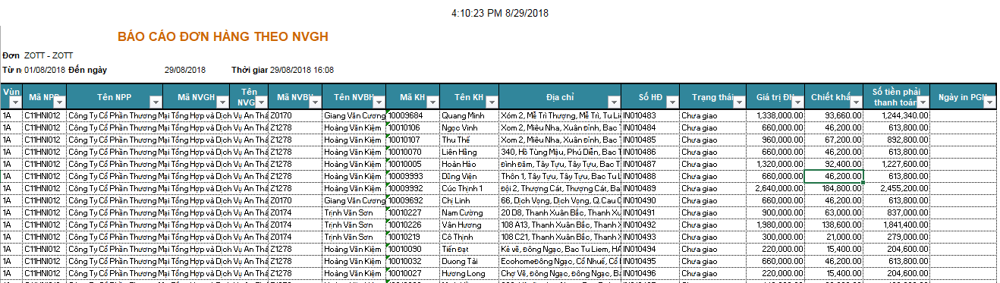 4:10:23 PM 8/29/2018
BÁO CÁO ĐƠN HÀNG THEO NVGH
Đơn ZOTT - ZOTT
Từ n 01/08/2018 Đến ngày 29/08/2018 Thời gian 29/08/2018 16:08
Vùn Mã NPP Tên NPP Mã NVGH Tên NVG Mã NVBH Tên NVBH Mã KH Tên KH Địa chỉ Số HĐ Trạng thái Giá trị ĐH Chiết khấ Số tiền phải thanh toán Ngày in PGH
1A C11HNI012 Công Ty Cổ Phần Thương Mại Tổng Hợp và Dịch Vụ An Thá Z0170 Giang Văn Cương 10009684 Quang Minh Xóm 2, Mễ Trì Thượng, Mễ Trì, Tu Li IN010483 Chưa giao 1,338,000.00 93,660.00 1,244,340.00
1A C11HNI012 Công Ty Cổ Phần Thương Mại Tổng Hợp và Dịch Vụ An Thá Z1278 Hoàng Văn Kiệm 10010106 Ngọc Vinh Xom 2, Miêu Nha, Xuân Đỉnh, Bac T IN010484 Chưa giao 660,000.00 46,200.00 613,800.00
1A C11HNI012 Công Ty Cổ Phần Thương Mại Tổng Hợp và Dịch Vụ An Thá Z1278 Hoàng Văn Kiệm 10010107 Thu Thế Xom 2, Miêu Nha, Xuân Đỉnh, Bac T IN010485 Chưa giao 960,000.00 67,200.00 892,800.00
1A C11HNI012 Công Ty Cổ Phần Thương Mại Tổng Hợp và Dịch Vụ An Thá Z1278 Hoàng Văn Kiệm 10010070 Liên Hằng 340, Hồ Tùng Mậu, Phú Diễn, Bac T IN010486 Chưa giao 660,000.00 46,200.00 613,800.00
1A C11HNI012 Công Ty Cổ Phần Thương Mại Tổng Hợp và Dịch Vụ An Thá Z1278 Hoàng Văn Kiệm 10010005 Hoàn Hảo Đình Đăm, Tây Tựu, Tây Tựu, Bac T IN010487 Chưa giao 1,320,000.00 92,400.00 1,227,600.00
1A C11HNI012 Công Ty Cổ Phần Thương Mại Tổng Hợp và Dịch Vụ An Thá Z1278 Hoàng Văn Kiệm 10009993 Dũng Viện Thôn 1, Tây Tựu, Tây Tựu, Bac Tu L IN010488 Chưa giao 660,000.00 46,200.00 613,800.00
1A C11HNI012 Công Ty Cổ Phần Thương Mại Tổng Hợp và Dịch Vụ An Thá Z1278 Hoàng Văn Kiệm 10009992 Cúc Thịnh 1 Đội 2, Thượng Cát, Thượng Cát, Ba IN010489 Chưa giao 2,640,000.00 184,800.00 2,455,200.00
1A C11HNI012 Công Ty Cổ Phần Thương Mại Tổng Hợp và Dịch Vụ An Thá Z0170 Giang Văn Cương 10009692 Chị Linh 66, Dịch Vọng, Dịch Vọng, Q.Cau G IN010490 Chưa giao 660,000.00 46,200.00 613,800.00
1A C11HNI012 Công Ty Cổ Phần Thương Mại Tổng Hợp và Dịch Vụ An Thá Z0174 Trịnh Văn Sơn 10010227 Nam Cường 20 D8, Thanh Xuân Bắc, Thanh X IN010491 Chưa giao 900,000.00 63,000.00 837,000.00
1A C11HNI012 Công Ty Cổ Phần Thương Mại Tổng Hợp và Dịch Vụ An Thá Z0174 Trịnh Văn Sơn 10010226 Vân Hương 108 A13, Thanh Xuân Bắc, Thanh X IN010492 Chưa giao 1,980,000.00 138,600.00 1,841,400.00
1A C11HNI012 Công Ty Cổ Phần Thương Mại Tổng Hợp và Dịch Vụ An Thá Z0174 Trịnh Văn Sơn 10010219 Cô Thịnh 108 C21, Thanh Xuân Bắc, Thanh X IN010493 Chưa giao 300,000.00 21,000.00 279,000.00
1A C11HNI012 Công Ty Cổ Phần Thương Mại Tổng Hợp và Dịch Vụ An Thá Z1278 Hoàng Văn Kiệm 10010090 Tiến Đạt Kẻ vẽ, Đông Ngạc, Bac Tu Liem, HA IN010494 Chưa giao 220,000.00 15,400.00 204,600.00
1A C11HNI012 Công Ty Cổ Phần Thương Mại Tổng Hợp và Dịch Vụ An Thá Z1278 Hoàng Văn Kiệm 10010032 Duong Tài EcohomeĐông Ngạc, Cổ Nhuế, Cổ IN010495 Chưa giao 660,000.00 46,200.00 613,800.00
1A C11HNI012 Công Ty Cổ Phần Thương Mại Tổng Hợp và Dịch Vụ An Thá Z1278 Hoàng Văn Kiệm 10010027 Hương Long Chợ Vẽ, Đông Ngạc, Đông Ngạc, Ba IN010496 Chưa giao 220,000.00 15,400.00 204,600.00